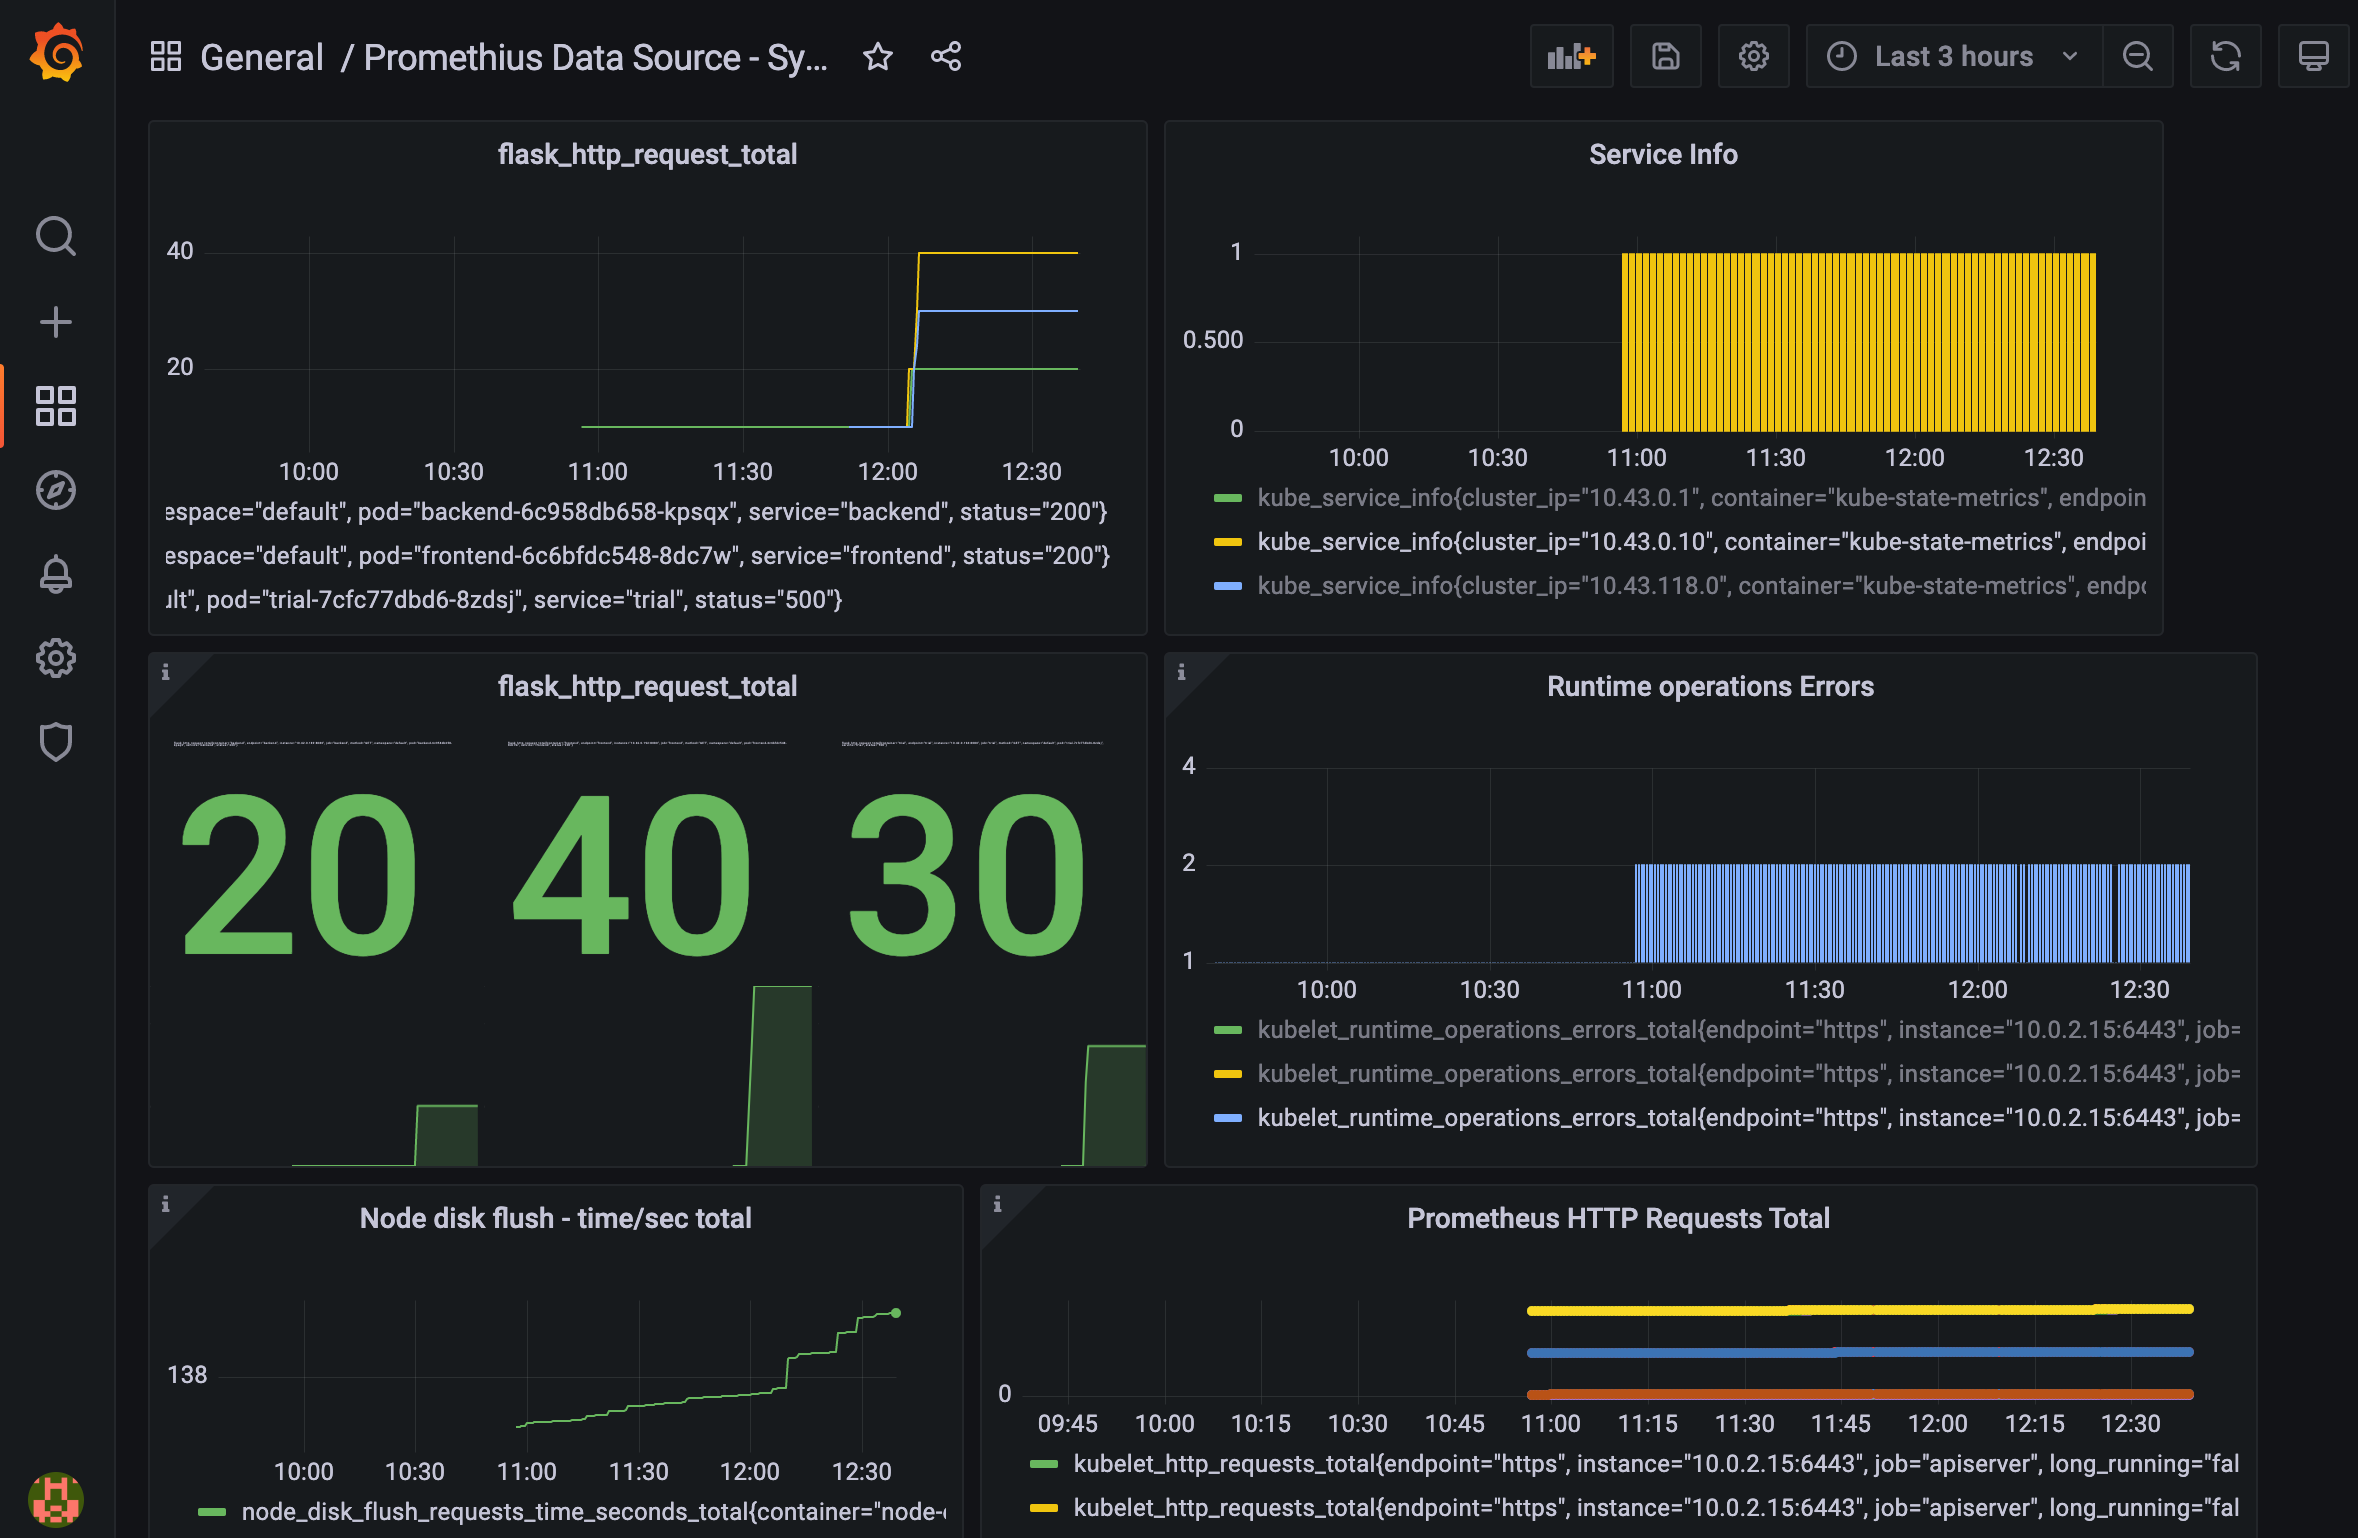 General / Promethius Data Source - Sy...
Last 3 hours
flask_http_request_total
40
20
10:00 10:30 11:00 11:30 12:00 12:30
espace="default", pod="backend-6c958db658-kpsqx", service="backend", status="200"}
espace="default", pod="frontend-6c6bfdc548-8dc7w", service="frontend", status="200"}
ult", pod="trial-7cfc77dbd6-8zdsj", service="trial", status="500"}
Service Info
1
0.500
0
10:00 10:30 11:00 11:30 12:00 12:30
kube_service_info{cluster_ip="10.43.0.1", container="kube-state-metrics", endpoin
kube_service_info{cluster_ip="10.43.0.10", container="kube-state-metrics", endpoi
kube_service_info{cluster_ip="10.43.118.0", container="kube-state-metrics", endpo
flask_http_request_total
20 40 30
Runtime operations Errors
4
2
1
10:00 10:30 11:00 11:30 12:00 12:30
kubelet_runtime_operations_errors_total{endpoint="https", instance="10.0.2.15:6443", job=
kubelet_runtime_operations_errors_total{endpoint="https", instance="10.0.2.15:6443", job=
kubelet_runtime_operations_errors_total{endpoint="https", instance="10.0.2.15:6443", job=
Node disk flush - time/sec total
138
10:00 10:30 11:00 11:30 12:00 12:30
node_disk_flush_requests_time_seconds_total{container="node-
Prometheus HTTP Requests Total
0
09:45 10:00 10:15 10:30 10:45 11:00 11:15 11:30 11:45 12:00 12:15 12:30
kubelet_http_requests_total{endpoint="https", instance="10.0.2.15:6443", job="apiserver", long_running="fal
kubelet_http_requests_total{endpoint="https", instance="10.0.2.15:6443", job="apiserver", long_running="fal